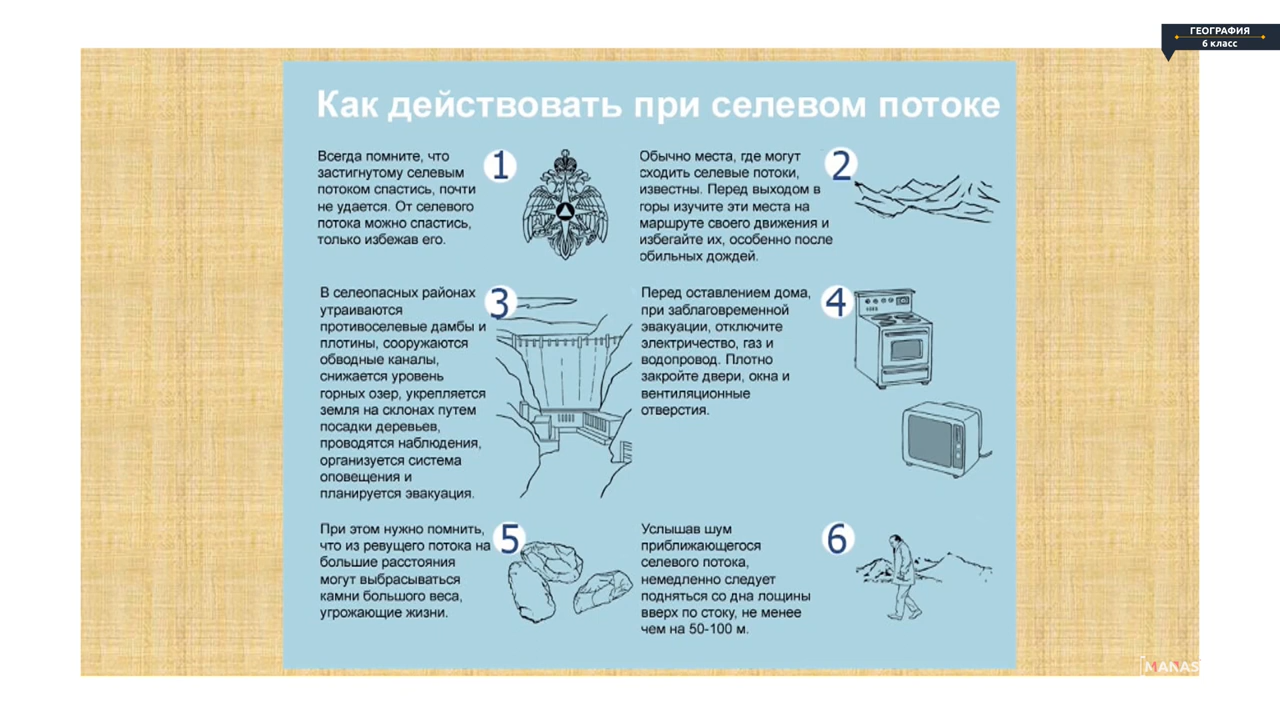 ГЕОГРАФИЯ
6 класс
Как действовать при селевом потоке
Всегда помните, что
застигнутому селевым
потоком спастись, почти
не удается. От селевого
потока можно спастись,
только избежав его.
1
Обычно места, где могут
сходить селевые потоки,
известны. Перед выходом в
горы изучите эти места на
маршруте своего движения и
избегайте их, особенно после
обильных дождей.
2
В селеопасных районах
утраиваются
противоселевые дамбы и
плотины, сооружаются
обводные каналы,
снижается уровень
горных озер, укрепляется
земля на склонах путем
посадки деревьев,
проводятся наблюдения,
организуется система
оповещения и
планируется эвакуация.
3
Перед оставлением дома,
при заблаговременной
эвакуации, отключите
электричество, газ и
водопровод. Плотно
закройте двери, окна и
вентиляционные
отверстия.
4
При этом нужно помнить,
что из ревущего потока на
большие расстояния
могут выбрасываться
камни большого веса,
угрожающие жизни.
5
Услышав шум
приближающегося
селевого потока,
немедленно следует
подняться со дна лощины
вверх по стоку, не менее
чем на 50-100 м.
6
MANAS